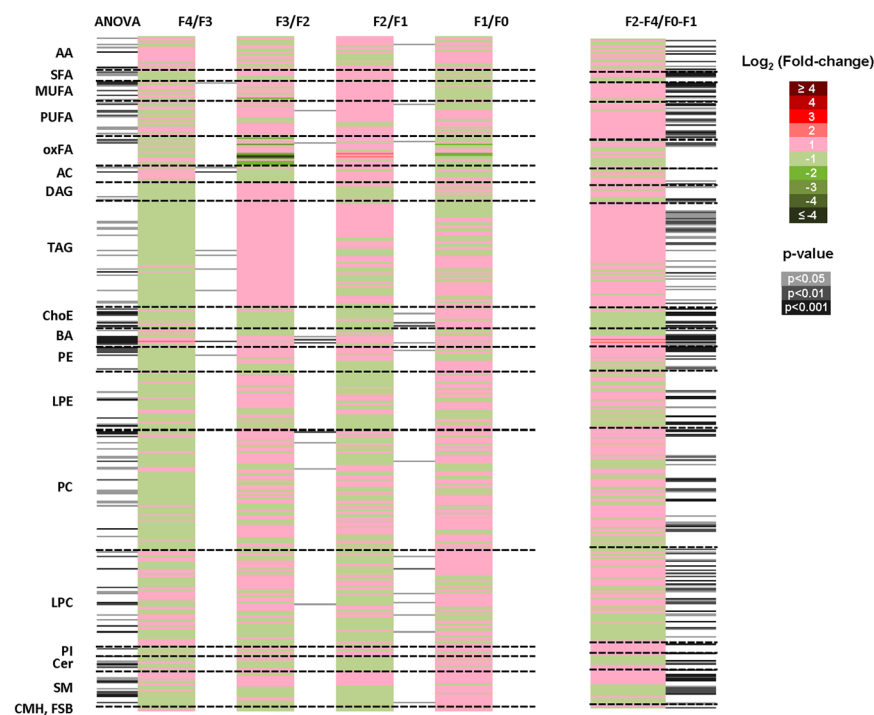 ANOVA F4/F3 F3/F2 F2/F1 F1/F0 F2-F4/F0-F1
AA
SFA
MUFA
PUFA
oxFA
AC
DAG
TAG
ChoE
BA
PE
LPE
PC
LPC
PI
Cer
SM
CMH, FSB
Log2 (Fold-change)
≥ 4
4
3
2
1
-1
-2
-3
-4
≤ -4
p-value
p<0.05
p<0.01
p<0.001